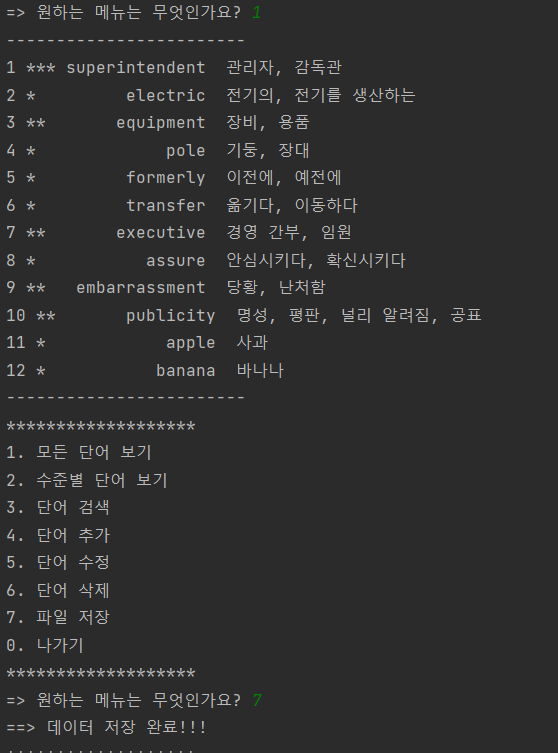 => 원하는 메뉴는 무엇인가요? 1
------------------------
1 *** superintendent  관리자, 감독관
2 *         electric  전기의, 전기를 생산하는
3 **       equipment  장비, 용품
4 *             pole  기둥, 장대
5 *         formerly  이전에, 예전에
6 *         transfer  옮기다, 이동하다
7 **       executive  경영 간부, 임원
8 *           assure  안심시키다, 확신시키다
9 **   embarrassment  당황, 난처함
10 **       publicity  명성, 평판, 널리 알려짐, 공표
11 *            apple  사과
12 *           banana  바나나
------------------------
*******************
1. 모든 단어 보기
2. 수준별 단어 보기
3. 단어 검색
4. 단어 추가
5. 단어 수정
6. 단어 삭제
7. 파일 저장
0. 나가기
*******************
=> 원하는 메뉴는 무엇인가요? 7
==> 데이터 저장 완료!!!
*******************